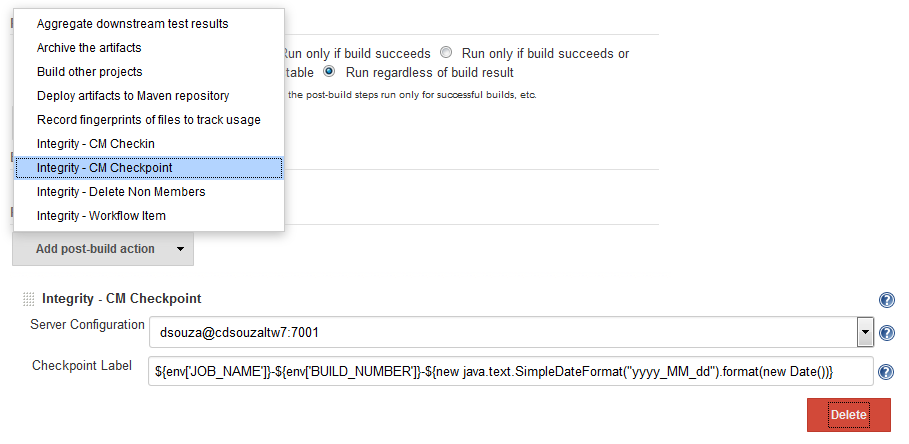 Aggregate downstream test results
Archive the artifacts
Run only if build succeeds Run only if build succeeds or
Build other projects
table Run regardless of build result
Deploy artifacts to Maven repository
the post-build steps run only for successful builds, etc.
Record fingerprints of files to track usage
Integrity - CM Checkin
Integrity - CM Checkpoint
Integrity - Delete Non Members
Integrity - Workflow Item
Add post-build action
Integrity - CM Checkpoint
Server Configuration dsouza@cdsouzaltw7:7001
Checkpoint Label ${env['JOB_NAME']}-${env['BUILD_NUMBER']}-${new java.text.SimpleDateFormat("yyyy_MM_dd").format(new Date())}
Delete